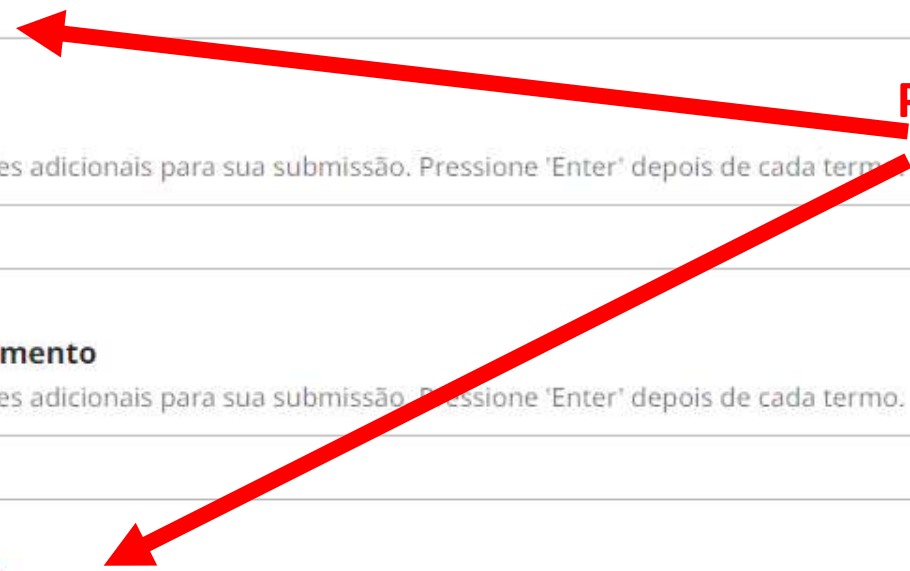 es adicionais para sua submissão. Pressione 'Enter' depois de cada termo.
mento
es adicionais para sua submissão. Pressione 'Enter' depois de cada termo.